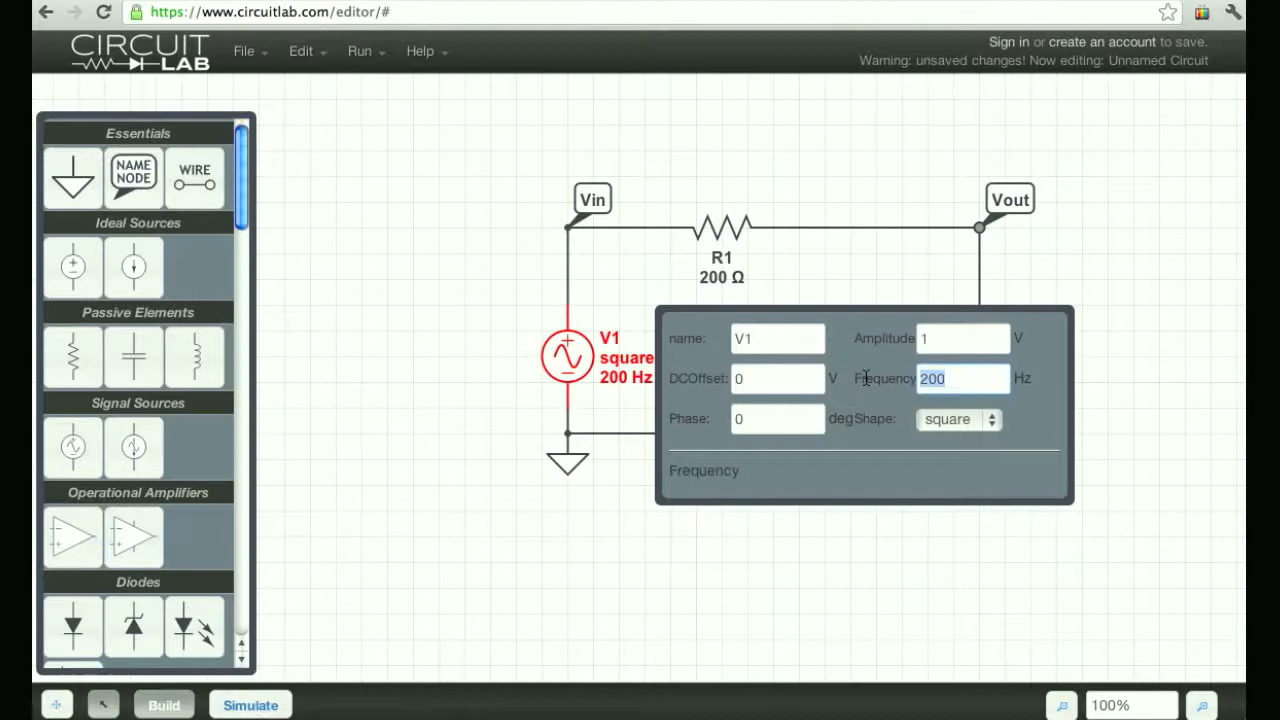 https://www.circuitlab.com/editor/#
CIRCUIT
LAB
File
Edit
Run
Help
Sign in or create an account to save.
Warning: unsaved changes! Now editing: Unnamed Circuit
Essentials
NAME
NODE
WIRE
Ideal Sources
Passive Elements
Signal Sources
Operational Amplifiers
Diodes
Vin
Vout
R1
200 Ω
V1
square
200 Hz
name: V1 Amplitude 1 V
DCOffset: 0 V Frequency 200 Hz
Phase: 0 deg Shape: square
Frequency
Build
Simulate
100%